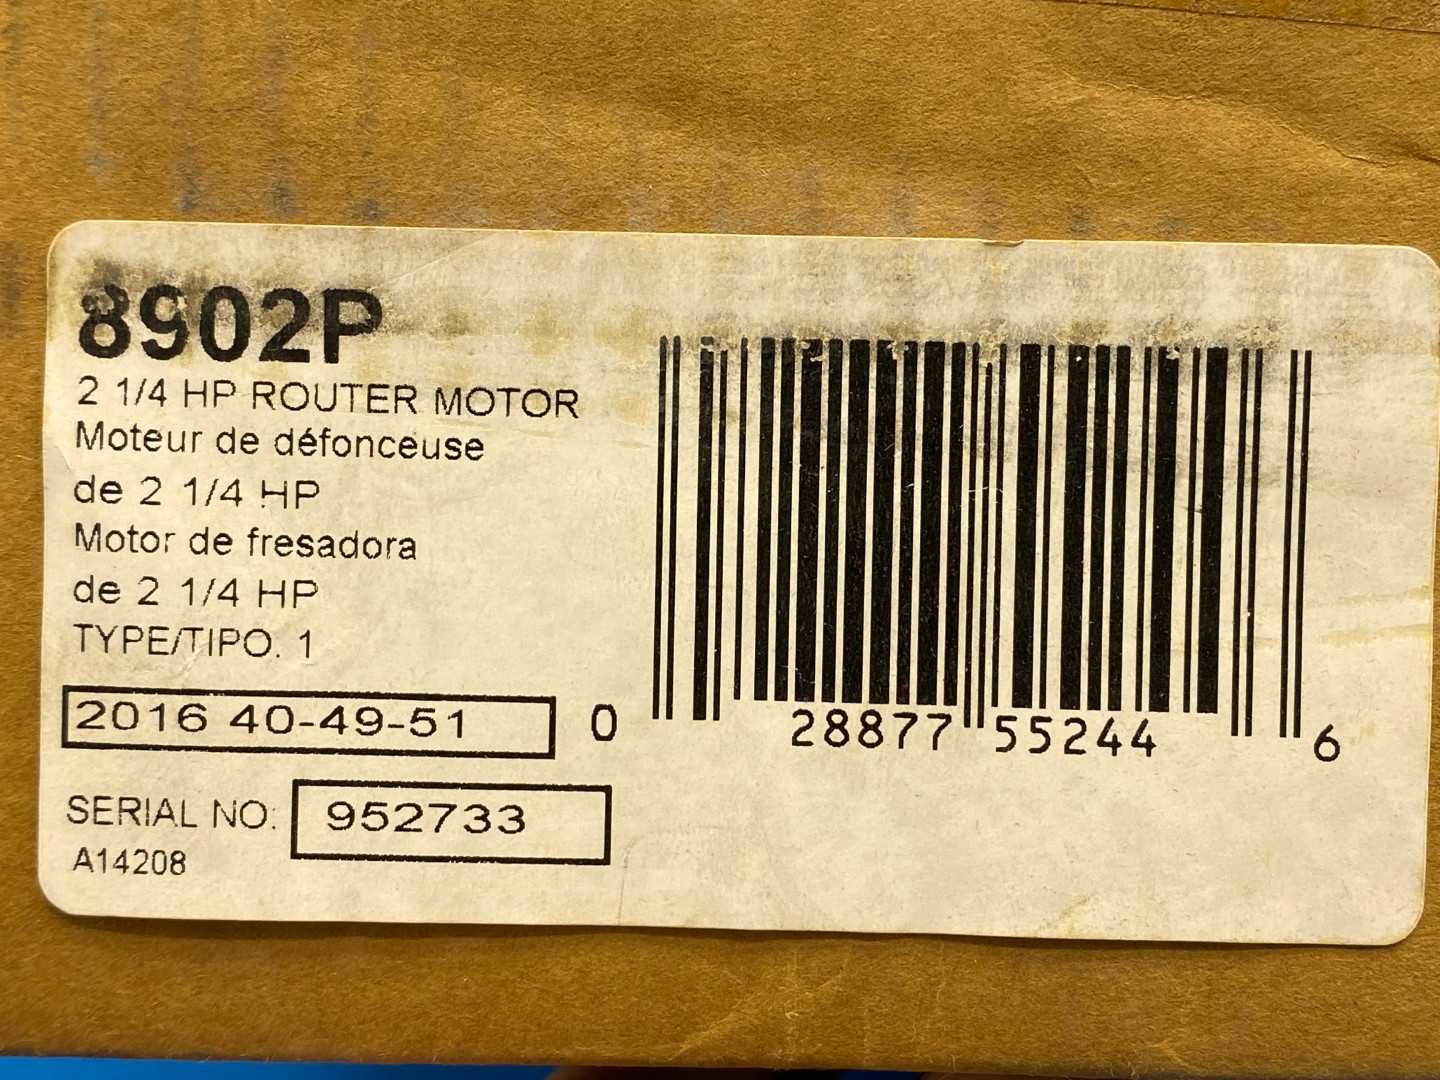 8902P
2 1/4 HP ROUTER MOTOR
Moteur de défonceuse
de 2 1/4 HP
Motor de fresadora
de 2 1/4 HP
TYPE/TIPO. 1
2016 40-49-51
0 28877 55244 6
SERIAL NO: 952733
A14208